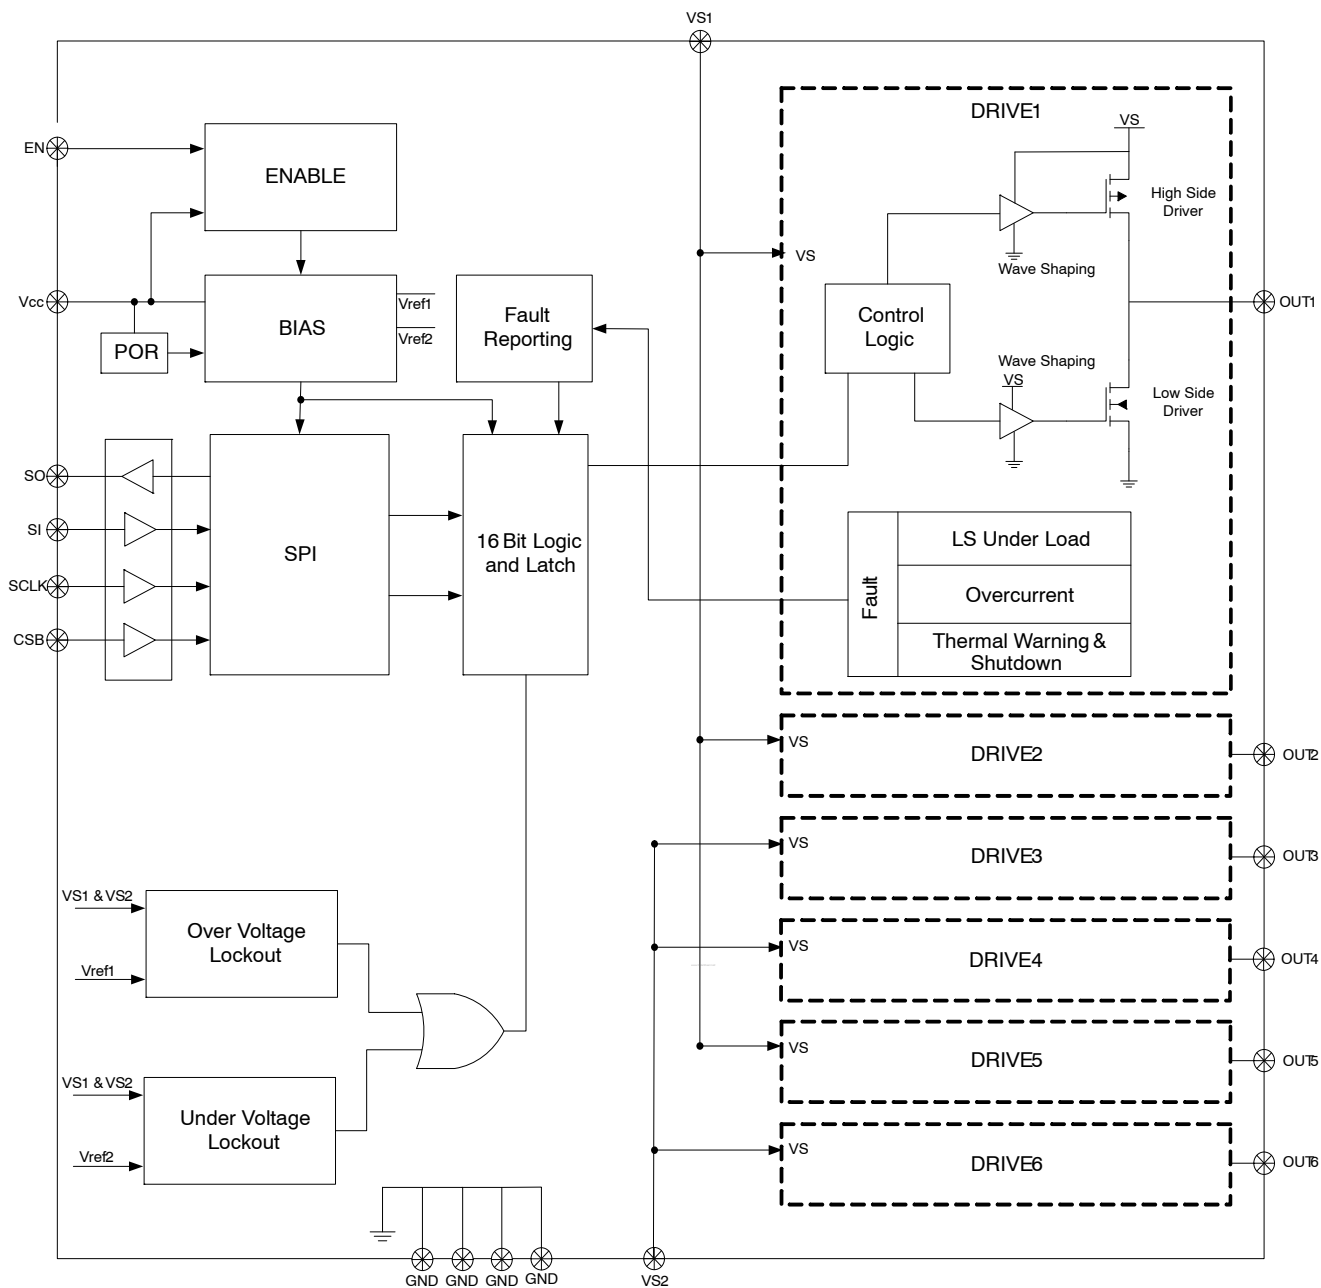 VS1
DRIVE1
VS
EN
ENABLE
High Side
Driver
VS
Wave Shaping
Vcc
Vref1
OUT1
Fault
Reporting
Control
Logic
BIAS
Vref2
POR
Wave Shaping
VS
Low Side
Driver
SO
SI
SPI
16 Bit Logic
and Latch
LS Under Load
SCLK
Fault
Overcurrent
CSB
Thermal Warning &
Shutdown
VS
DRIVE2
OUT2
VS
DRIVE3
OUT3
VS1 & VS2
Over Voltage
Lockout
Vref1
VS
DRIVE4
OUT4
VS
DRIVE5
OUT5
VS1 & VS2
Under Voltage
Lockout
Vref2
VS
DRIVE6
OUT6
GND
GND
GND
GND
VS2